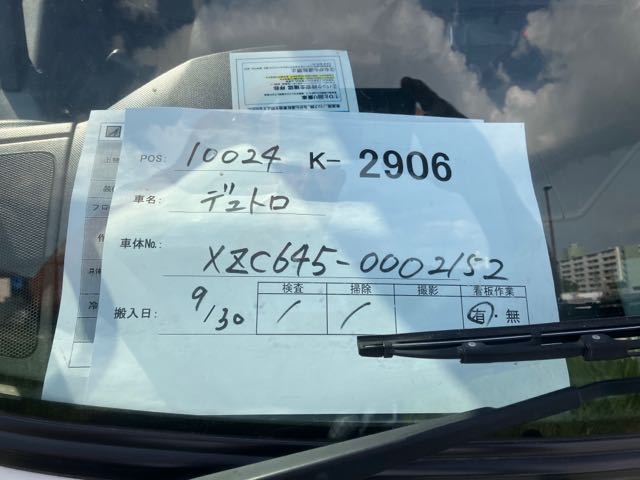 POS: 10024 K-2906
車名: デュトロ
車体No. XZC645-0002152
検査 掃除 撮影 看板作業
搬入日: 9/30 / / 有・無